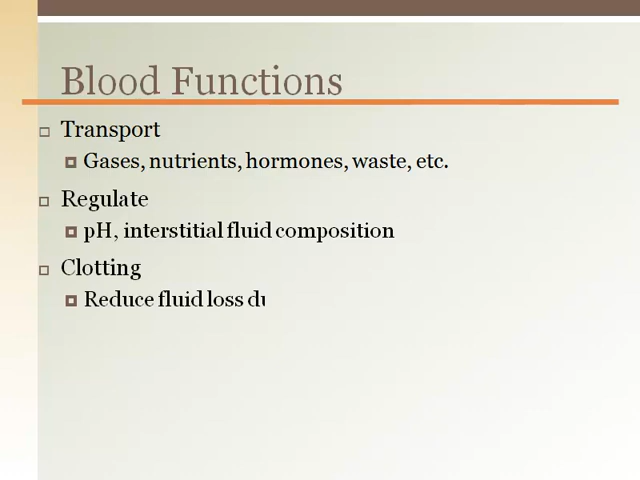 Blood Functions
Transport
Gases, nutrients, hormones, waste, etc.
Regulate
pH, interstitial fluid composition
Clotting
Reduce fluid loss du